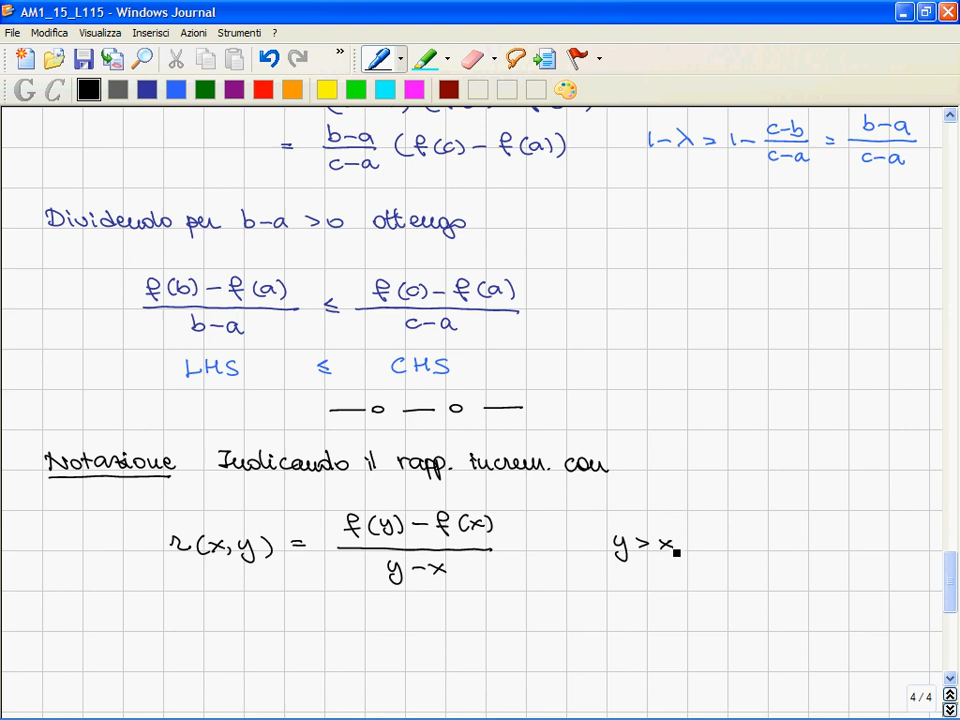 AM1_15_L115 - Windows Journal
File Modifica Visualizza Inserisci Azioni Strumenti ?
»
G C
= b-a / c-a (f(c) - f(a))
1-λ = 1 - c-b / c-a = b-a / c-a
Dividendo per b-a > 0 ottengo
f(b) - f(a) / b-a ≤ f(c) - f(a) / c-a
LHS ≤ CHS
— o — o —
Notazione Indicando il rapp. increm. con
r(x,y) = f(y) - f(x) / y-x y > x
4 / 4